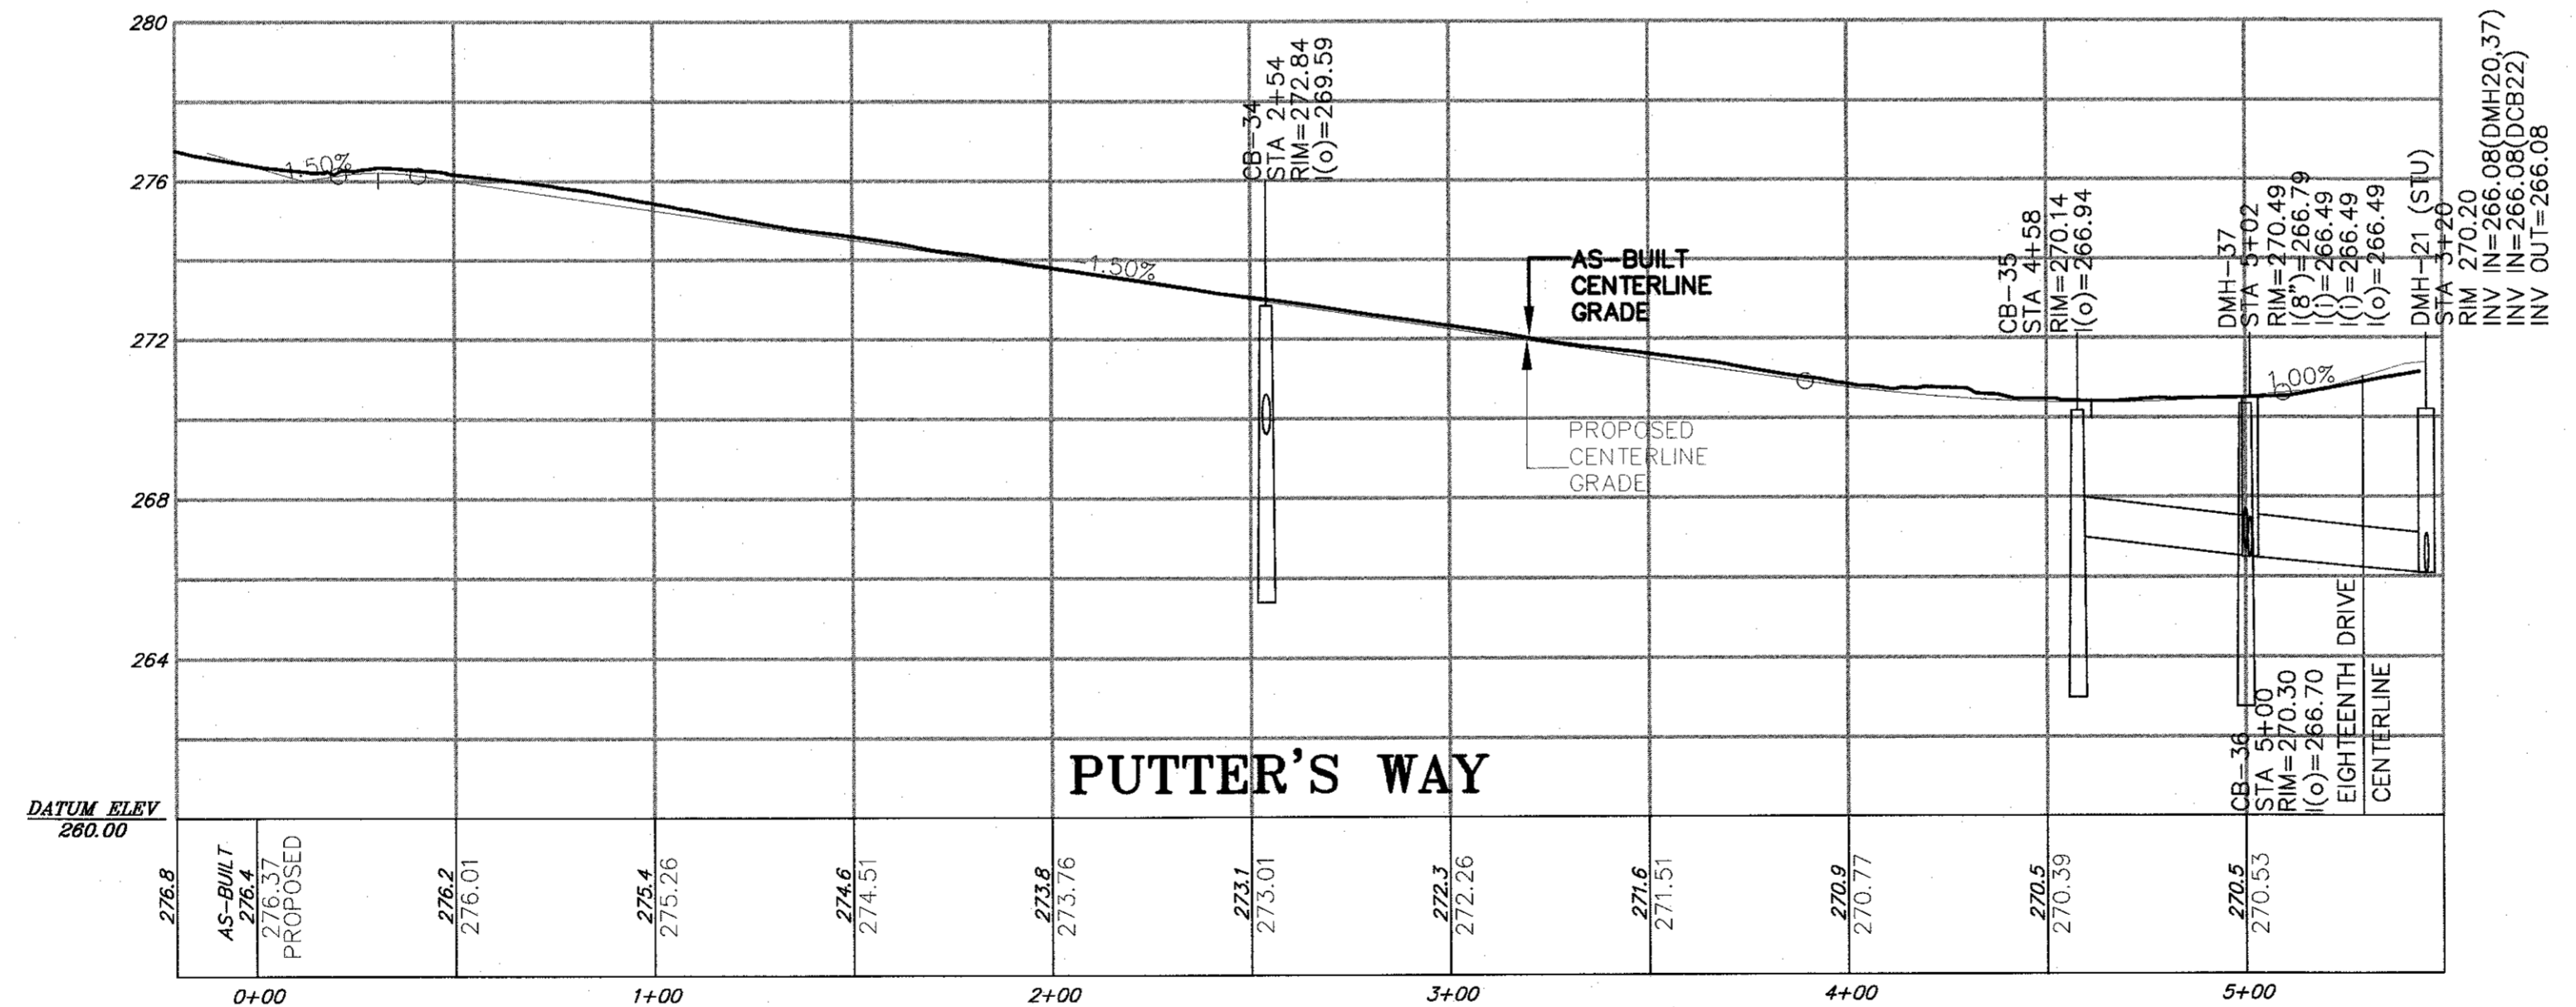 280
276
272
268
264
DATUM ELEV
260.00
1.50%
-1.50%
1.00%
CB-34
STA 2+54
RIM=272.84
I(o)=269.59
AS-BUILT
CENTERLINE
GRADE
PROPOSED
CENTERLINE
GRADE
CB-35
STA 4+58
RIM=270.14
I(o)=266.94
DMH-37
STA 5+02
RIM=270.49
I(8")=266.79
I(i)=266.49
I(i)=266.49
I(o)=266.49
DMH-21 (STU)
STA 3+20
RIM 270.20
INV IN=266.08(DMH20,37)
INV IN=266.08(DCB22)
INV OUT=266.08
CB-36
STA 5+00
RIM=270.30
I(o)=266.70
EIGHTEENTH DRIVE
CENTERLINE
PUTTER'S WAY
276.8
AS-BUILT
276.4
276.37
PROPOSED
276.2
276.01
275.4
275.26
274.6
274.51
273.8
273.76
273.1
273.01
272.3
272.26
271.6
271.51
270.9
270.77
270.5
270.39
270.5
270.53
0+00
1+00
2+00
3+00
4+00
5+00